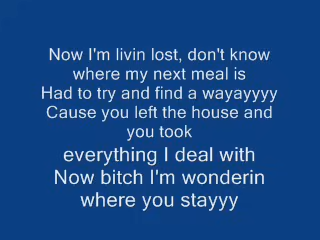 Now I'm livin lost, don't know
where my next meal is
Had to try and find a wayayyyy
Cause you left the house and
you took
everything I deal with
Now bitch I'm wonderin
where you stayyy